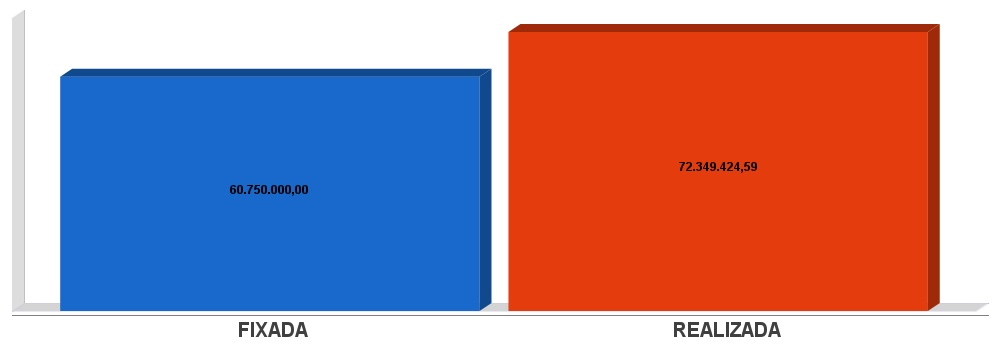 60.750.000,00
72.349.424,59
FIXADA
REALIZADA